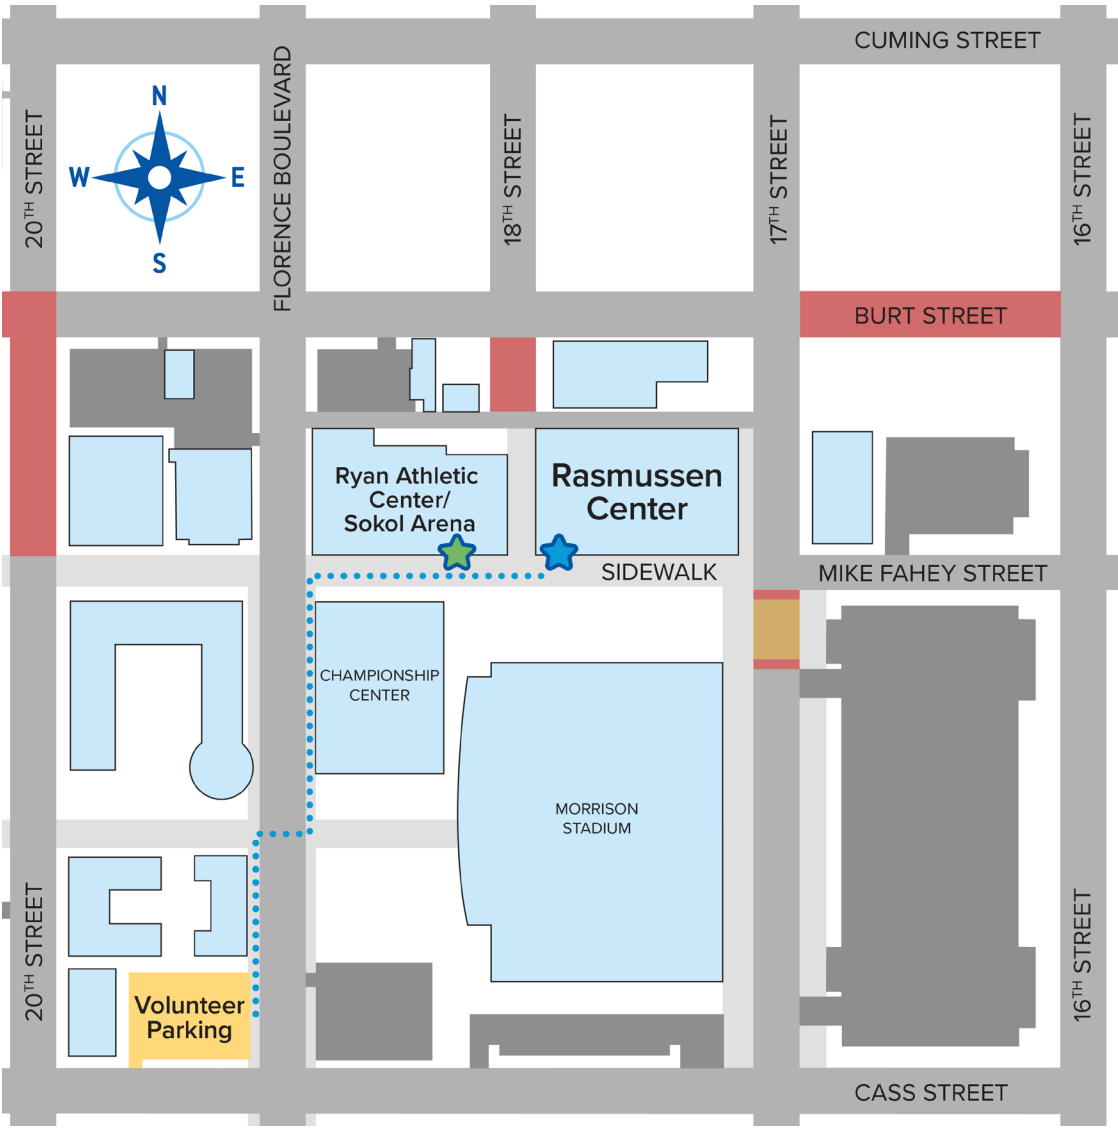 CUMING STREET
N
W
E
S
20TH STREET
FLORENCE BOULEVARD
18TH STREET
17TH STREET
16TH STREET
BURT STREET
Ryan Athletic
Center/
Sokol Arena
Rasmussen
Center
SIDEWALK
MIKE FAHEY STREET
CHAMPIONSHIP
CENTER
MORRISON
STADIUM
20TH STREET
Volunteer
Parking
16TH STREET
CASS STREET